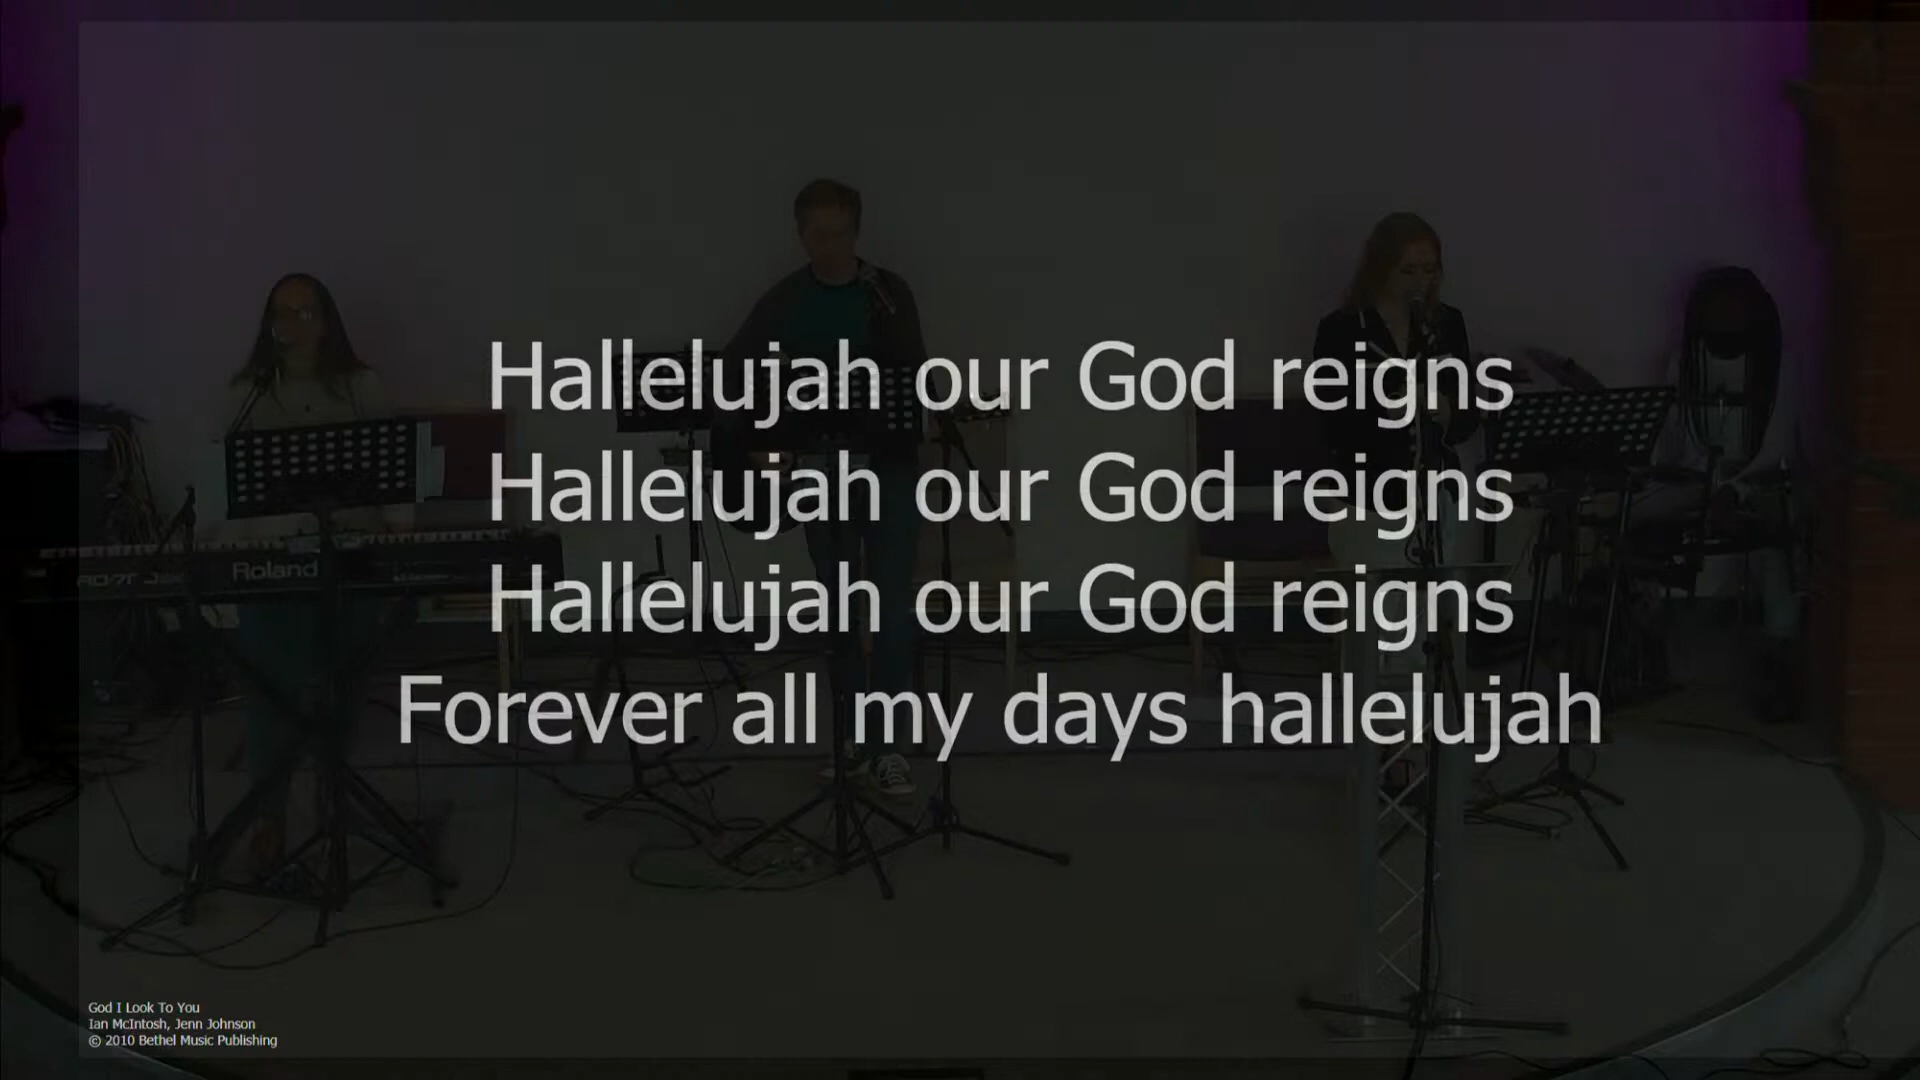 Hallelujah our God reigns
Hallelujah our God reigns
Hallelujah our God reigns
Forever all my days hallelujah
Roland
God I Look To You
Ian McIntosh, Jenn Johnson
© 2010 Bethel Music Publishing